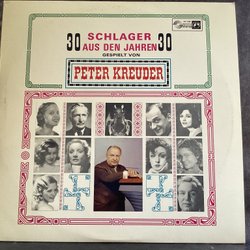 30 SCHLAGER 30
AUS DEN JAHREN
GESPIELT VON
PETER KREUDER